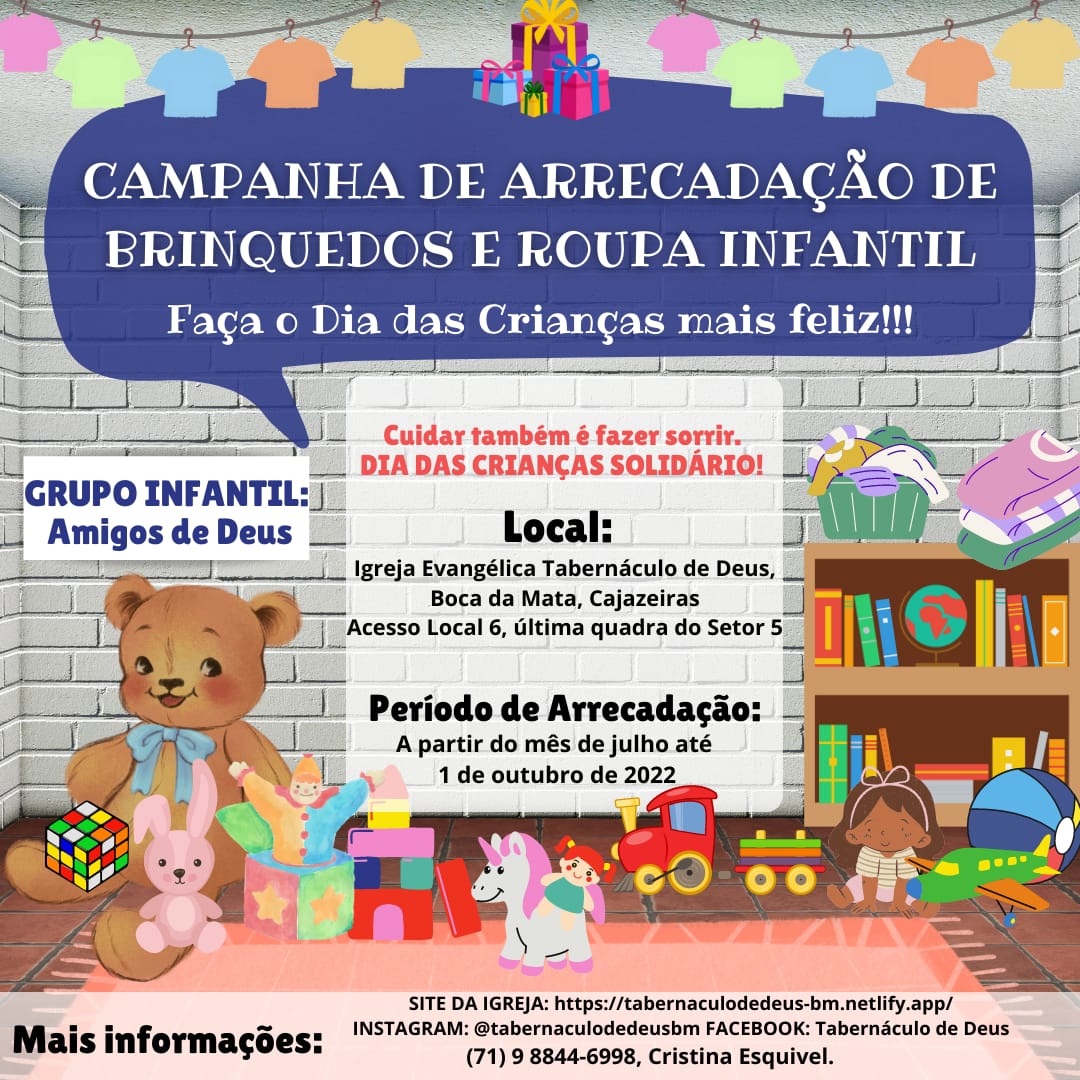 CAMPANHA DE ARRECADAÇÃO DE
BRINQUEDOS E ROUPA INFANTIL
Faça o Dia das Crianças mais feliz!!!
GRUPO INFANTIL:
Amigos de Deus
Cuidar também é fazer sorrir.
DIA DAS CRIANÇAS SOLIDÁRIO!
Local:
Igreja Evangélica Tabernáculo de Deus,
Boca da Mata, Cajazeiras
Acesso Local 6, última quadra do Setor 5
Período de Arrecadação:
A partir do mês de julho até
1 de outubro de 2022
Mais informações:
SITE DA IGREJA: https://tabernaculodedeus-bm.netlify.app/
INSTAGRAM: @tabernaculodedeusbm FACEBOOK: Tabernáculo de Deus
(71) 9 8844-6998, Cristina Esquivel.